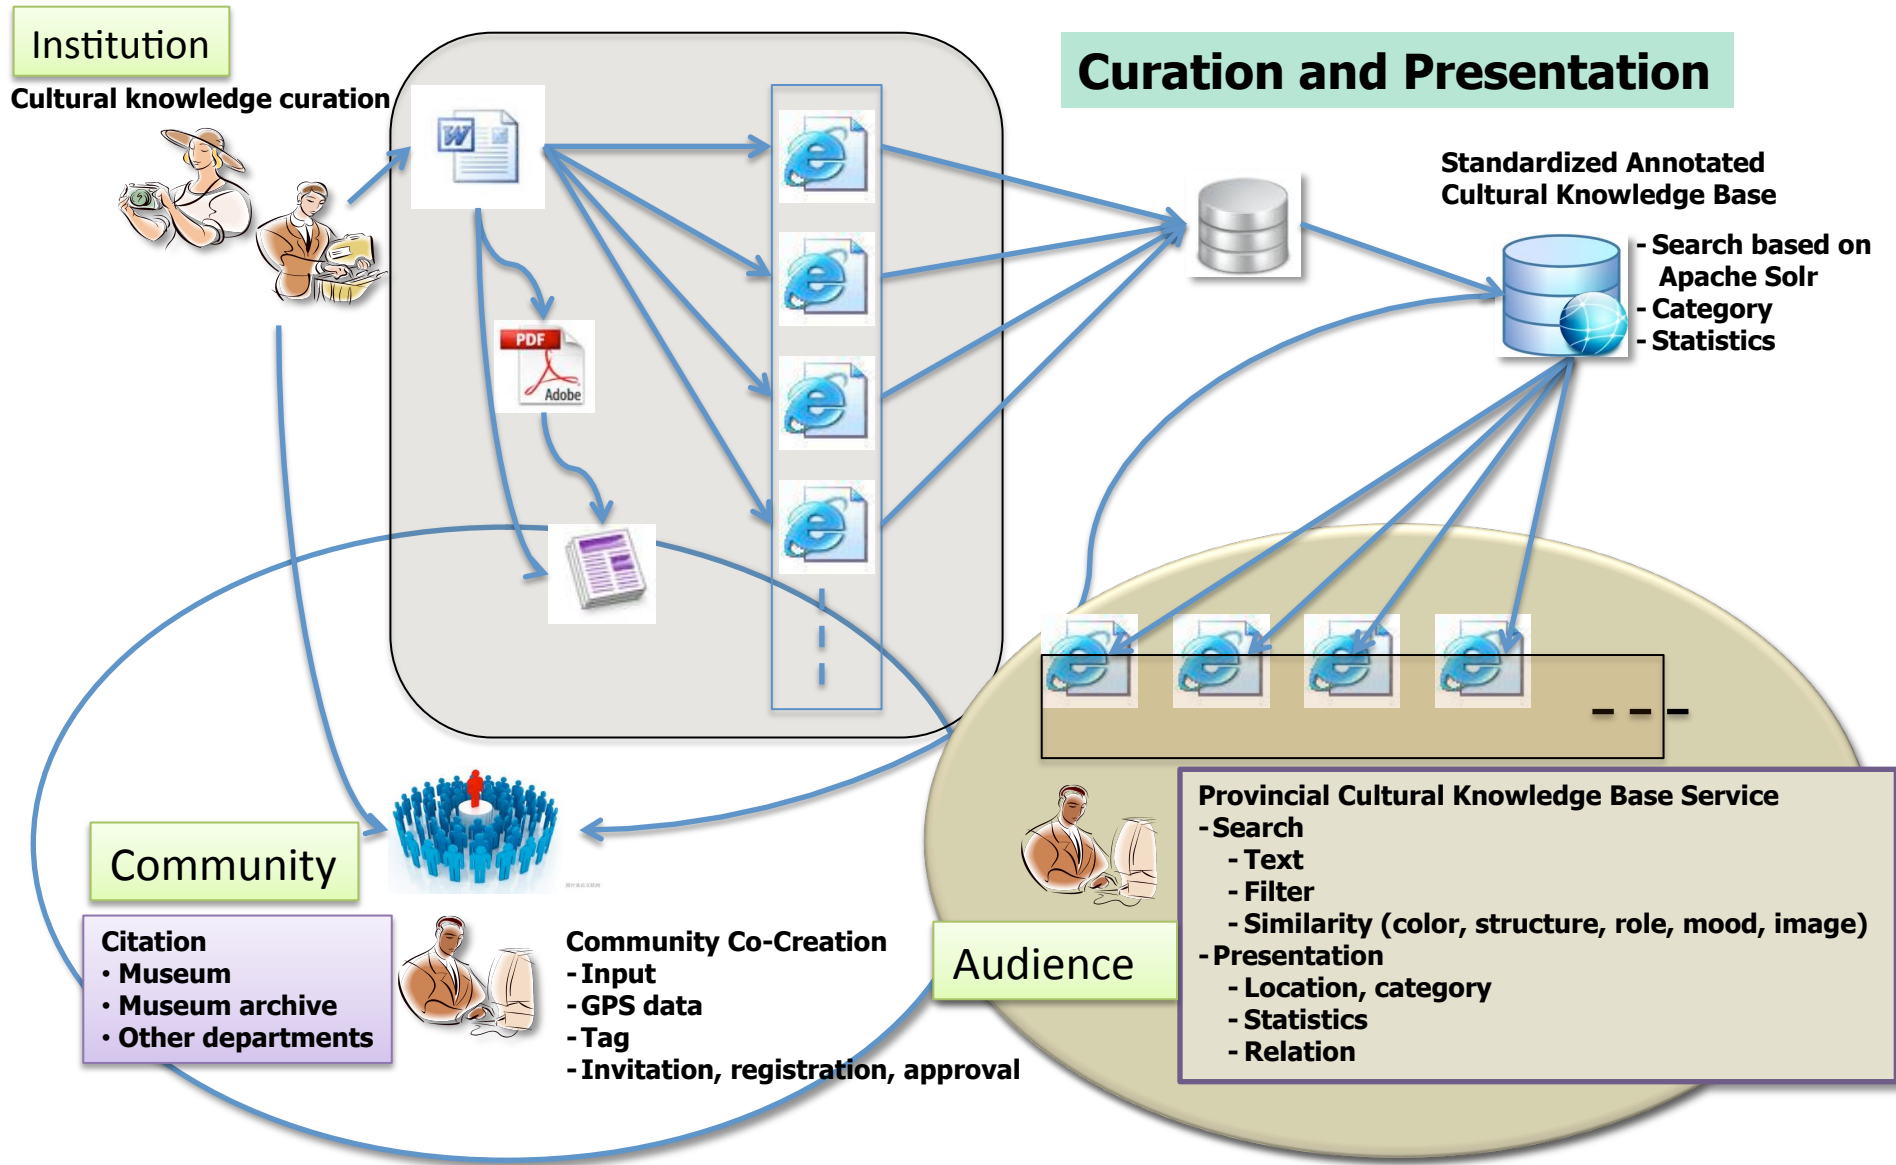 Institution
Cultural knowledge curation
Curation and Presentation
W
PDF
Adobe
Standardized Annotated
Cultural Knowledge Base
- Search based on
Apache Solr
- Category
- Statistics
Community
Citation
• Museum
• Museum archive
• Other departments
Community Co-Creation
- Input
- GPS data
- Tag
- Invitation, registration, approval
Audience
Provincial Cultural Knowledge Base Service
- Search
- Text
- Filter
- Similarity (color, structure, role, mood, image)
- Presentation
- Location, category
- Statistics
- Relation